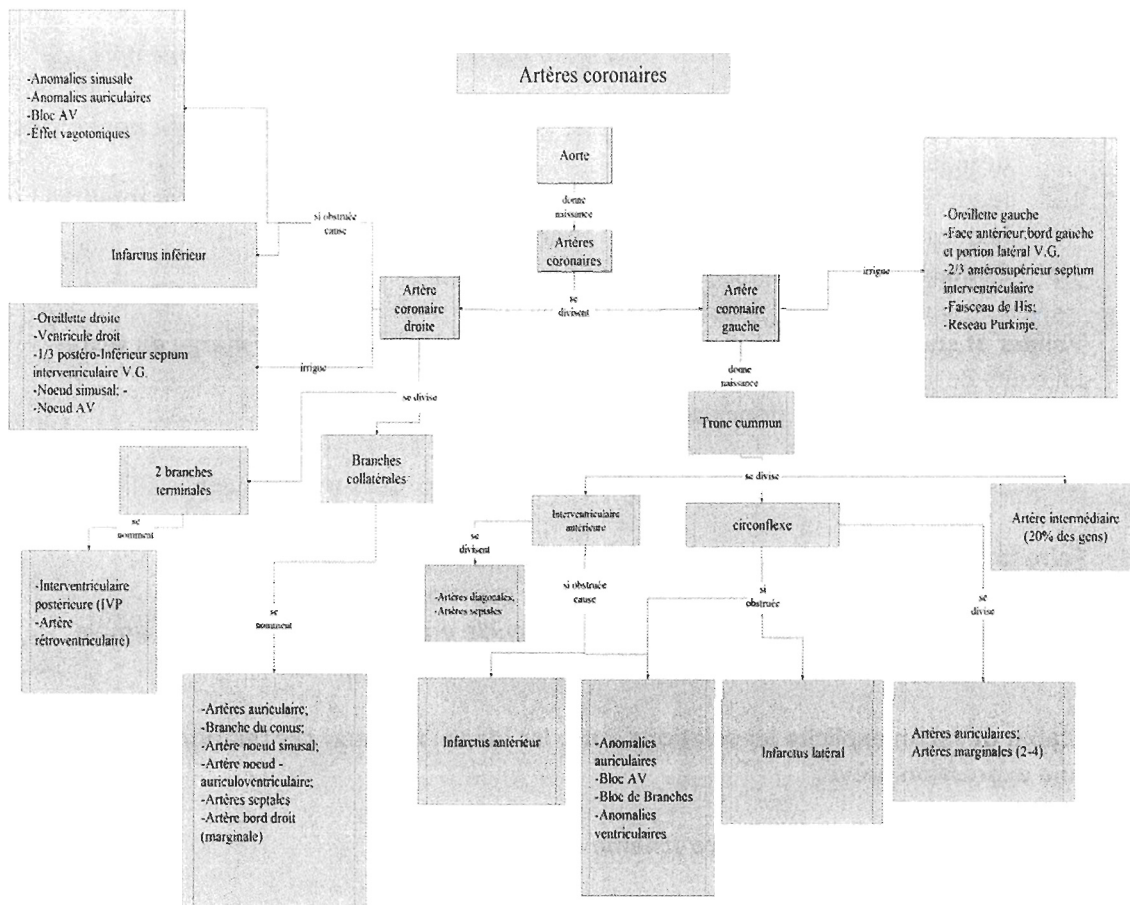 Artères coronaires
-Anomalies sinusale
-Anomalies auriculaires
-Bloc AV
-Éffet vagotoniques
Aorte
donne
naissance
Artères
coronaires
se
divisent
si obstruée
cause
Infarctus inférieur
Artère
coronaire
droite
Artère
coronaire
gauche
irrigue
-Oreillette gauche
-Face antérieur;bord gauche
et portion latéral V.G.
-2/3 antérosupérieur septum
interventriculaire
-Faisceau de His;
-Réseau Purkinje.
-Oreillette droite
-Ventricule droit
-1/3 postéro-Inférieur septum
interventriculaire V.G.
-Noeud simusal; -
-Noeud AV
irrigue
se divise
donne
naissance
Tronc cummun
2 branches
terminales
Branches
collatérales
se divise
se
nomment
Interventriculaire
antérieure
circonflexe
Artère intermédiaire
(20% des gens)
-Interventriculaire
postérieure (IVP
-Artère
rétroventriculaire)
se
divisent
-Artères diagonales;
-Artères septales
si obstruée
cause
si
obstruée
se
divise
se
nomment
-Artères auriculaire;
-Branche du conus;
-Artère noeud sinusal;
-Artère noeud -
auriculoventriculaire;
-Artères septales
-Artère bord droit
(marginale)
Infarctus antérieur
-Anomalies
auriculaires
-Bloc AV
-Bloc de Branches
-Anomalies
ventriculaires
Infarctus latéral
Artères auriculaires;
Artères marginales (2-4)